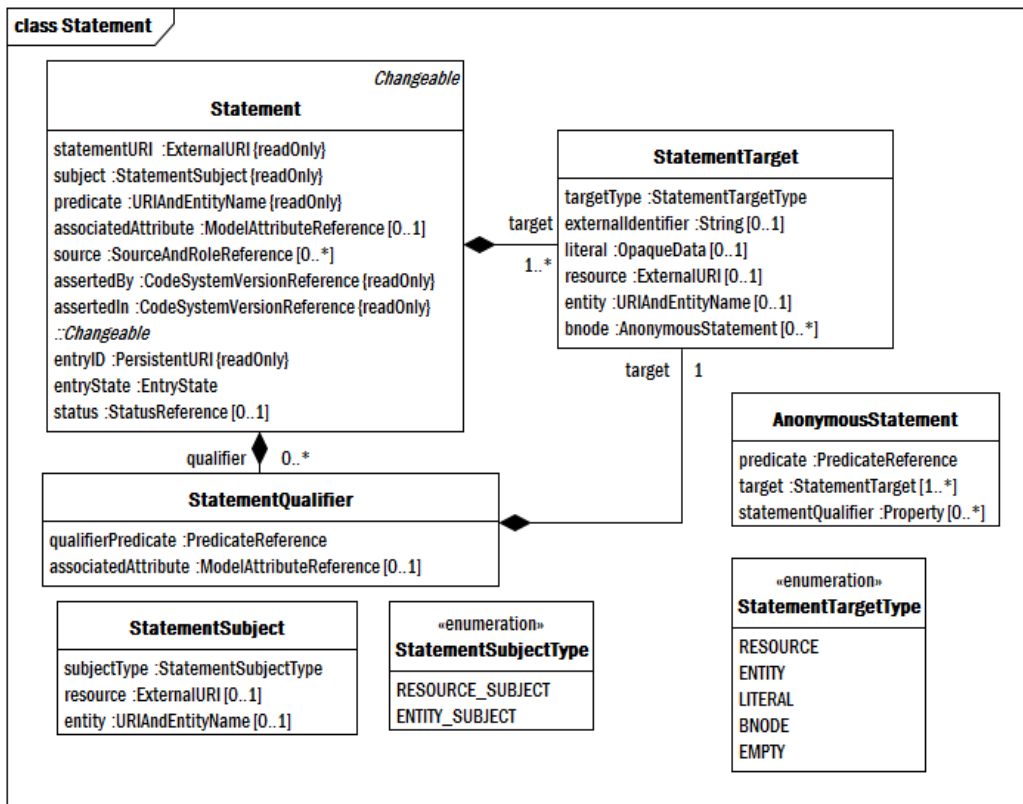 class Statement
Changeable
Statement
statementURI :ExternalURI {readOnly}
subject :StatementSubject {readOnly}
predicate :URIAndEntityName {readOnly}
associatedAttribute :ModelAttributeReference [0..1]
source :SourceAndRoleReference [0..*]
assertedBy :CodeSystemVersionReference {readOnly}
assertedIn :CodeSystemVersionReference {readOnly}
::Changeable
entryID :PersistentURI {readOnly}
entryState :EntryState
status :StatusReference [0..1]
target
1..*
StatementTarget
targetType :StatementTargetType
externalIdentifier :String [0..1]
literal :OpaqueData [0..1]
resource :ExternalURI [0..1]
entity :URIAndEntityName [0..1]
bnode :AnonymousStatement [0..*]
target 1
qualifier 0..*
StatementQualifier
qualifierPredicate :PredicateReference
associatedAttribute :ModelAttributeReference [0..1]
AnonymousStatement
predicate :PredicateReference
target :StatementTarget [1..*]
statementQualifier :Property [0..*]
StatementSubject
subjectType :StatementSubjectType
resource :ExternalURI [0..1]
entity :URIAndEntityName [0..1]
«enumeration»
StatementSubjectType
RESOURCE_SUBJECT
ENTITY_SUBJECT
«enumeration»
StatementTargetType
RESOURCE
ENTITY
LITERAL
BNODE
EMPTY